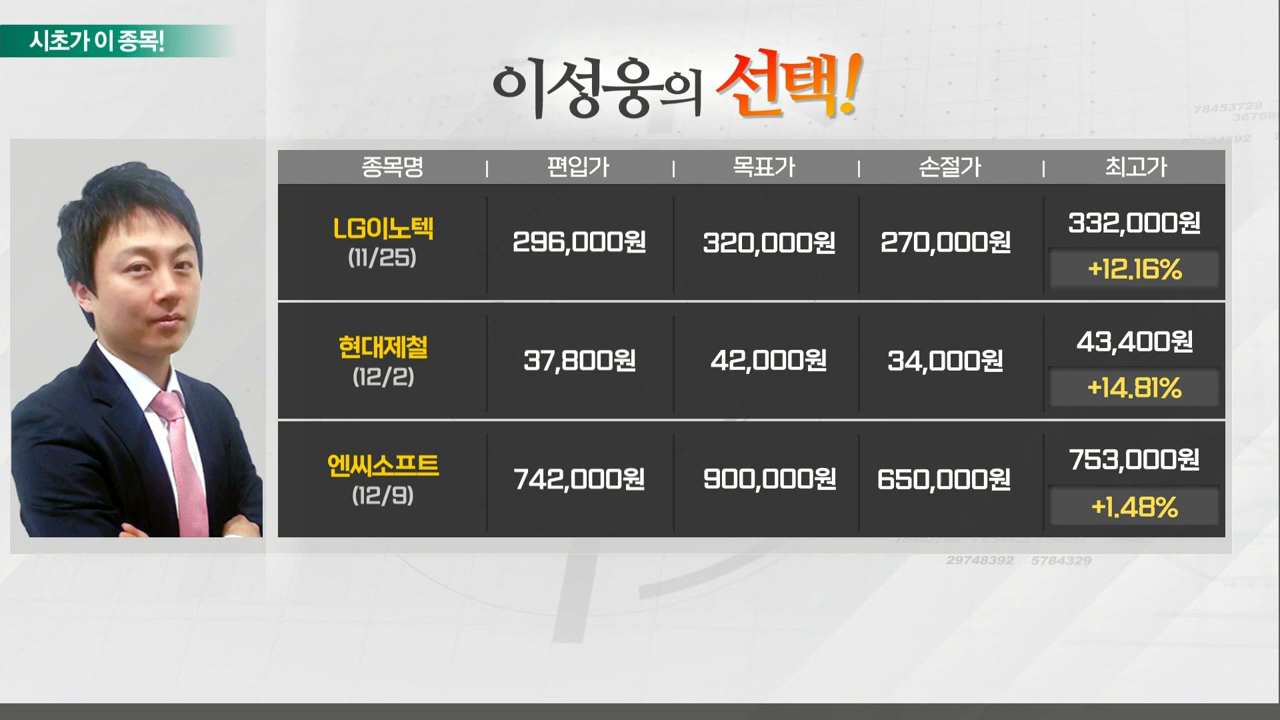 시초가 이 종목!
이성웅의 선택!
종목명 | 편입가 | 목표가 | 손절가 | 최고가
LG이노텍
(11/25)
296,000원
320,000원
270,000원
332,000원
+12.16%
현대제철
(12/2)
37,800원
42,000원
34,000원
43,400원
+14.81%
엔씨소프트
(12/9)
742,000원
900,000원
650,000원
753,000원
+1.48%
78453728
29748392 5784329